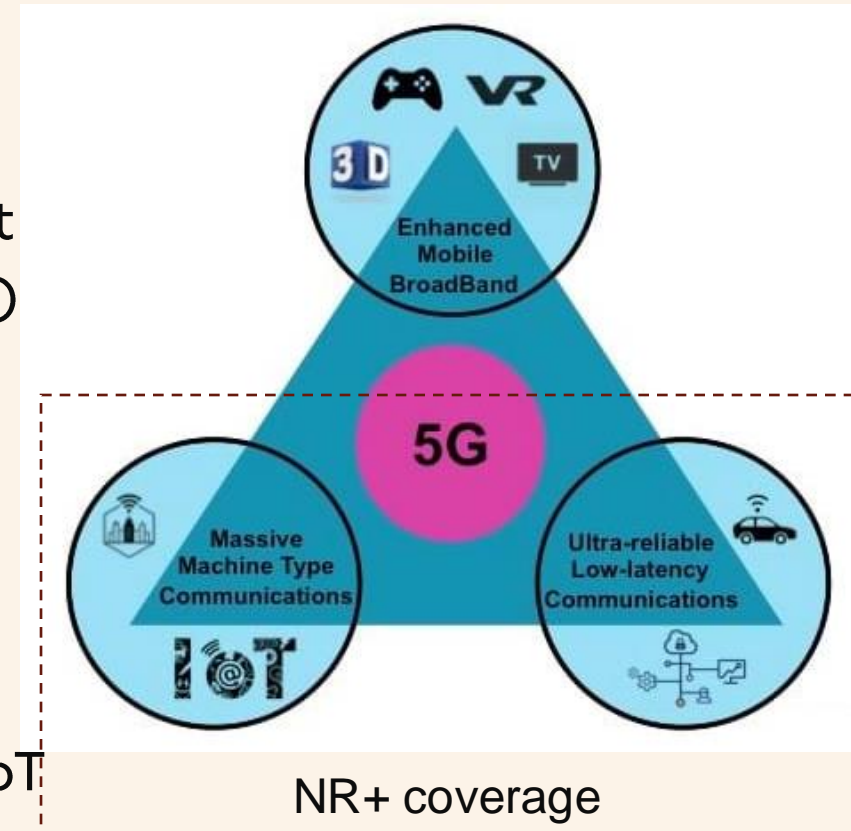 VR
3D
TV
t
Enhanced
Mobile
BroadBand
5G
Massive
Machine Type
Communications
Ultra-reliable
Low-latency
Communications
IoT
@
oT
NR+ coverage